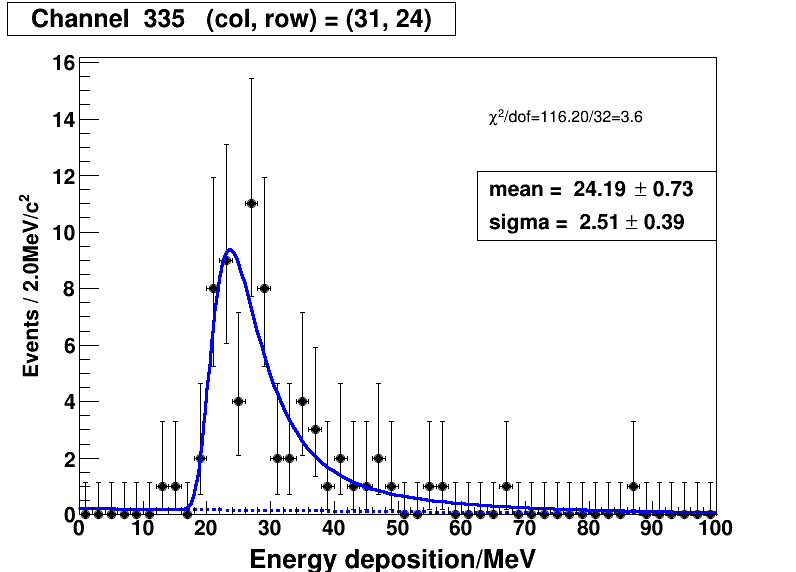 Channel 335 (col, row) = (31, 24)
χ²/dof=116.20/32=3.6
mean = 24.19 ± 0.73
sigma = 2.51 ± 0.39
Events / 2.0MeV/c²
16
14
12
10
8
6
4
2
0
0 10 20 30 40 50 60 70 80 90 100
Energy deposition/MeV